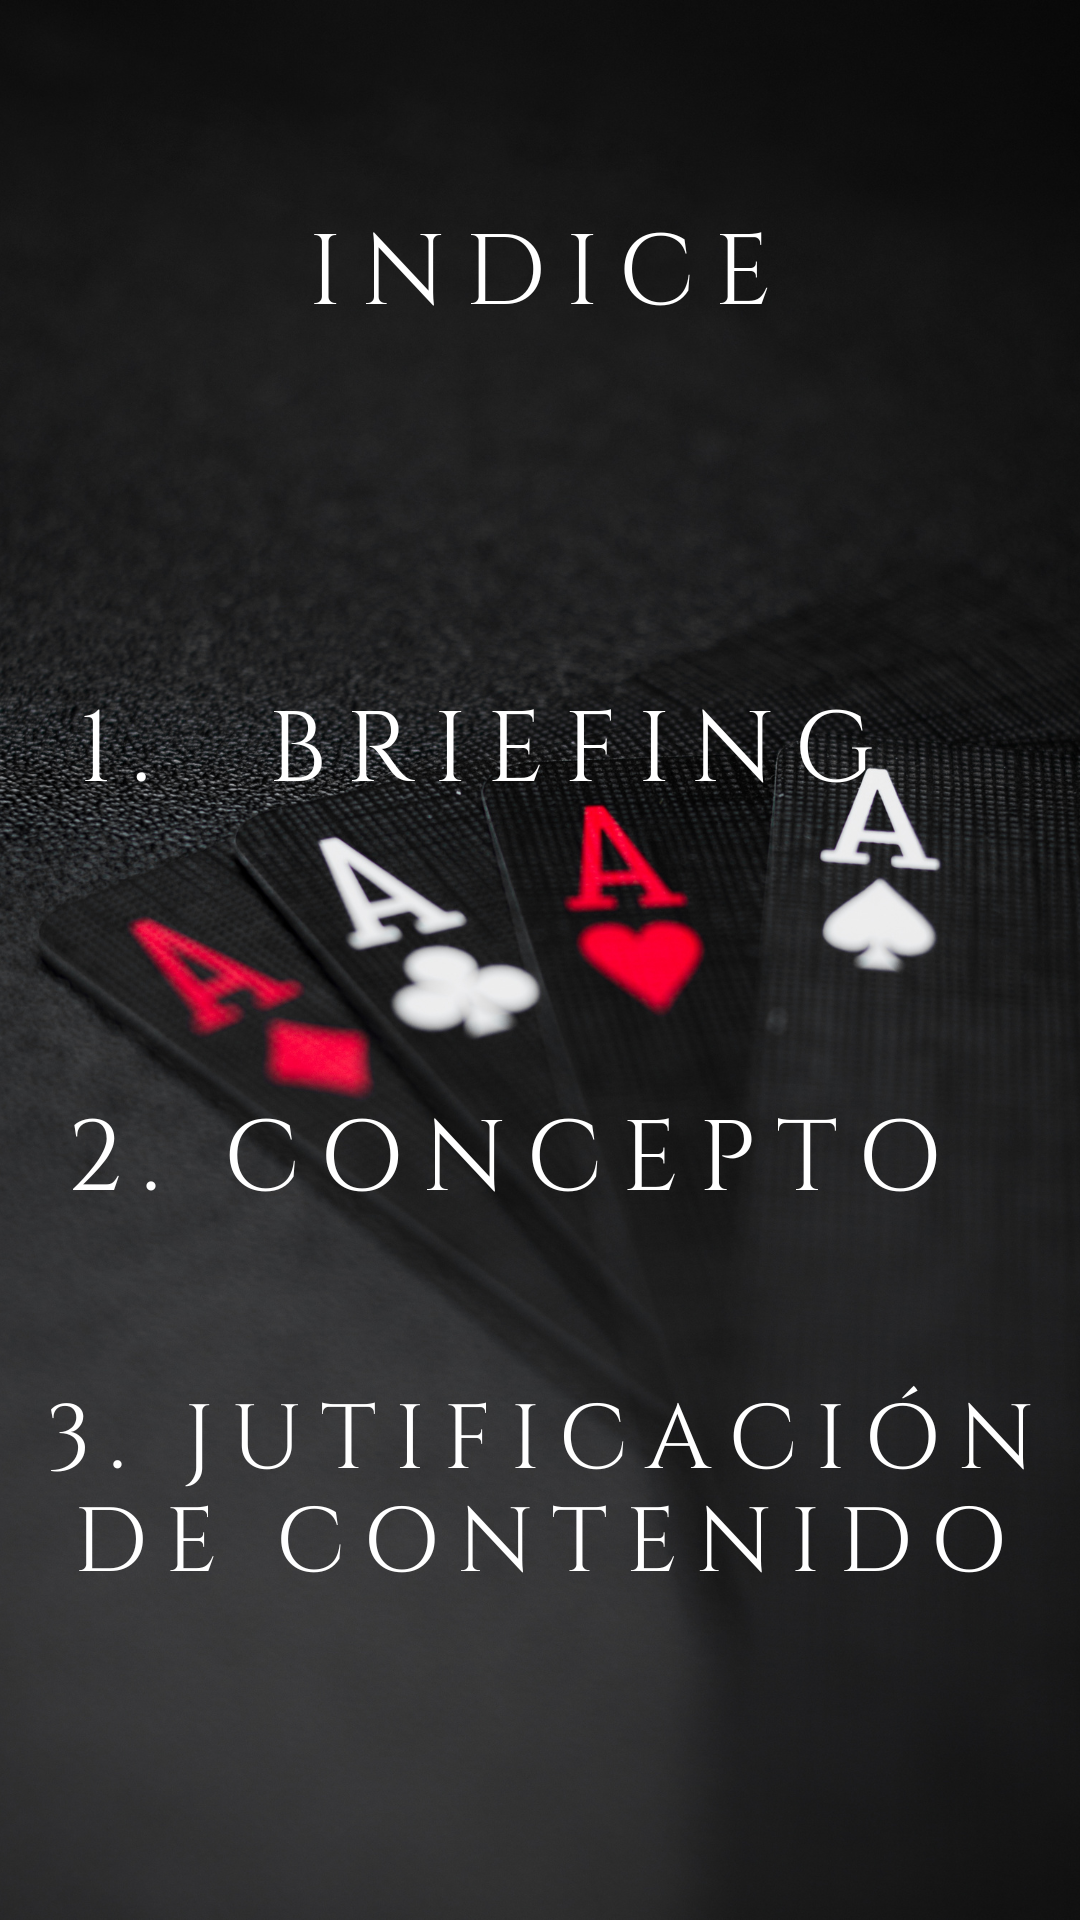 INDICE
1. BRIEFING
A
A
A
A
2. CONCEPTO
3. JUTIFICACIÓN
DE CONTENIDO